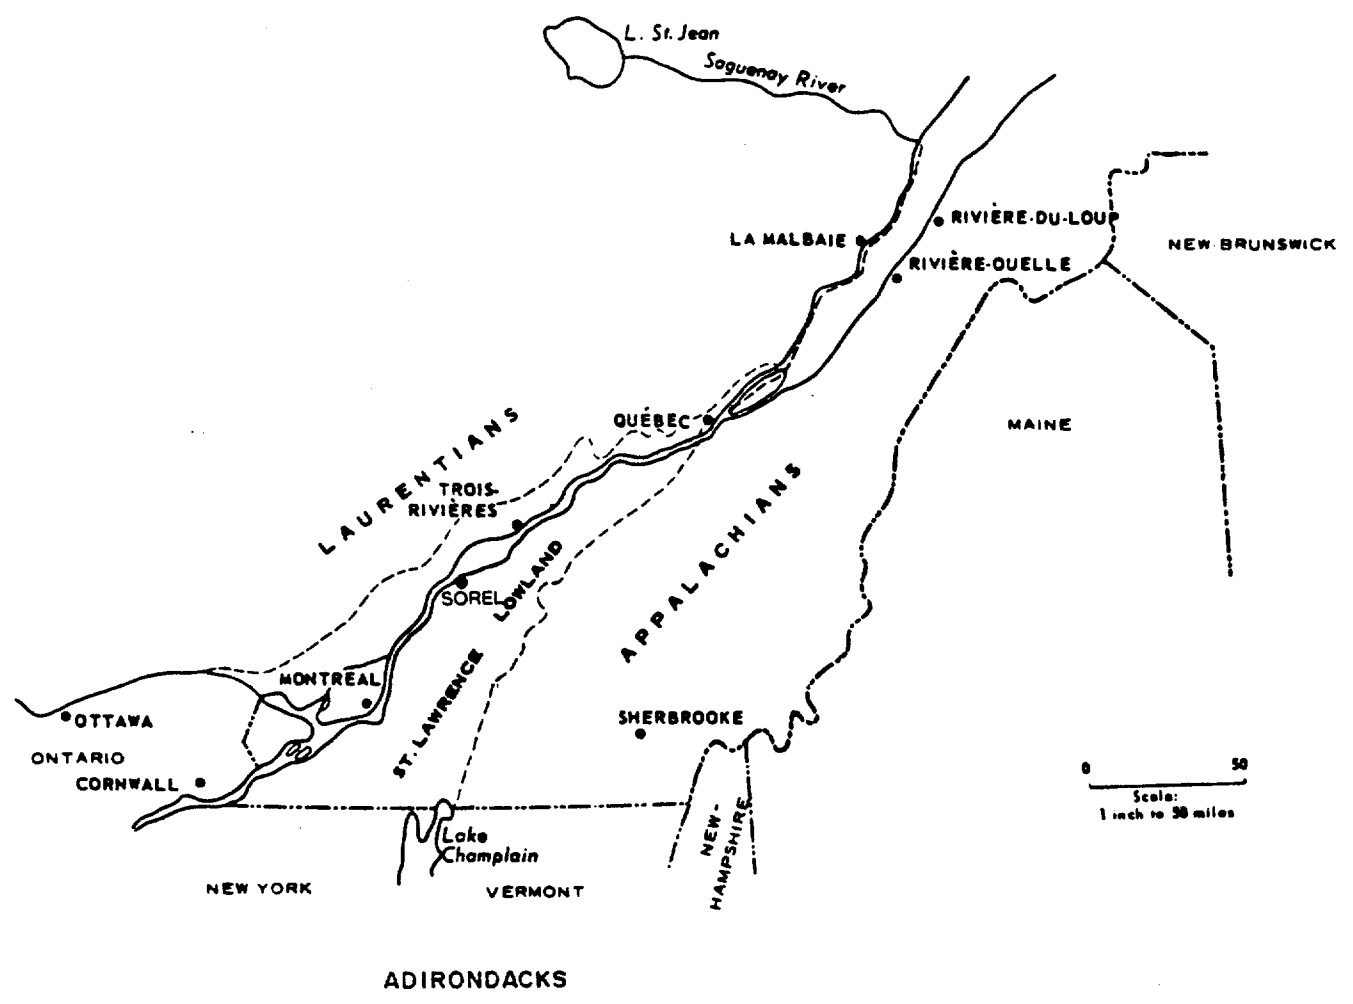 L. St. Jean
Saguenay River
RIVIÈRE-DU-LOUP
LA MALBAIE
NEW-BRUNSWICK
RIVIÈRE-OUELLE
MAINE
QUÉBEC
LAURENTIANS
TROIS-
RIVIÈRES
APPALACHIANS
SOREL
ST. LAWRENCE LOWLAND
MONTRÉAL
OTTAWA
SHERBROOKE
ONTARIO
CORNWALL
0 50
Scale:
1 inch to 50 miles
Lake
Champlain
NEW-
HAMPSHIRE
NEW YORK
VERMONT
ADIRONDACKS